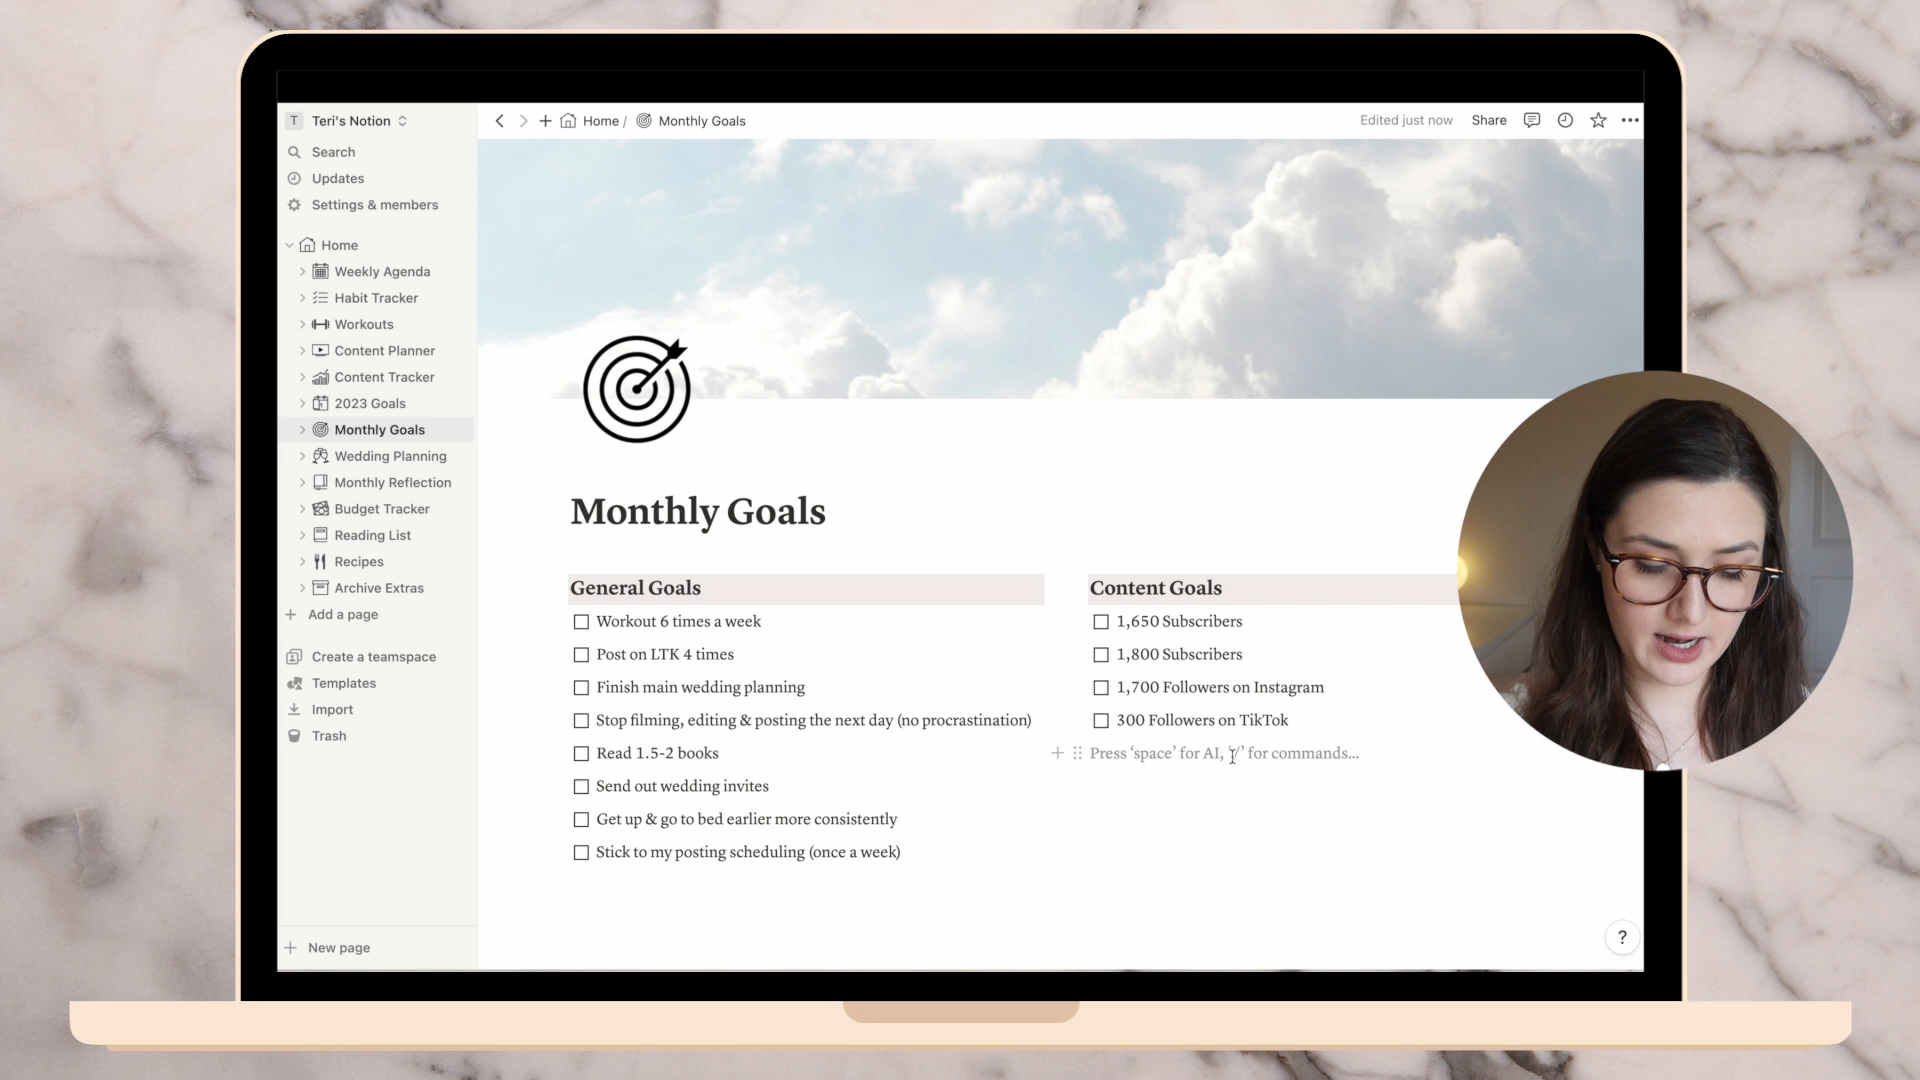 T Teri's Notion
Search
Updates
Settings & members
Home
Weekly Agenda
Habit Tracker
Workouts
Content Planner
Content Tracker
2023 Goals
Monthly Goals
Wedding Planning
Monthly Reflection
Budget Tracker
Reading List
Recipes
Archive Extras
Add a page
Create a teamspace
Templates
Import
Trash
New page
Home / Monthly Goals
Edited just now Share
Monthly Goals
General Goals
Workout 6 times a week
Post on LTK 4 times
Finish main wedding planning
Stop filming, editing & posting the next day (no procrastination)
Read 1.5-2 books
Send out wedding invites
Get up & go to bed earlier more consistently
Stick to my posting scheduling (once a week)
Content Goals
1,650 Subscribers
1,800 Subscribers
1,700 Followers on Instagram
300 Followers on TikTok
Press ‘space’ for AI, ‘/’ for commands…
?